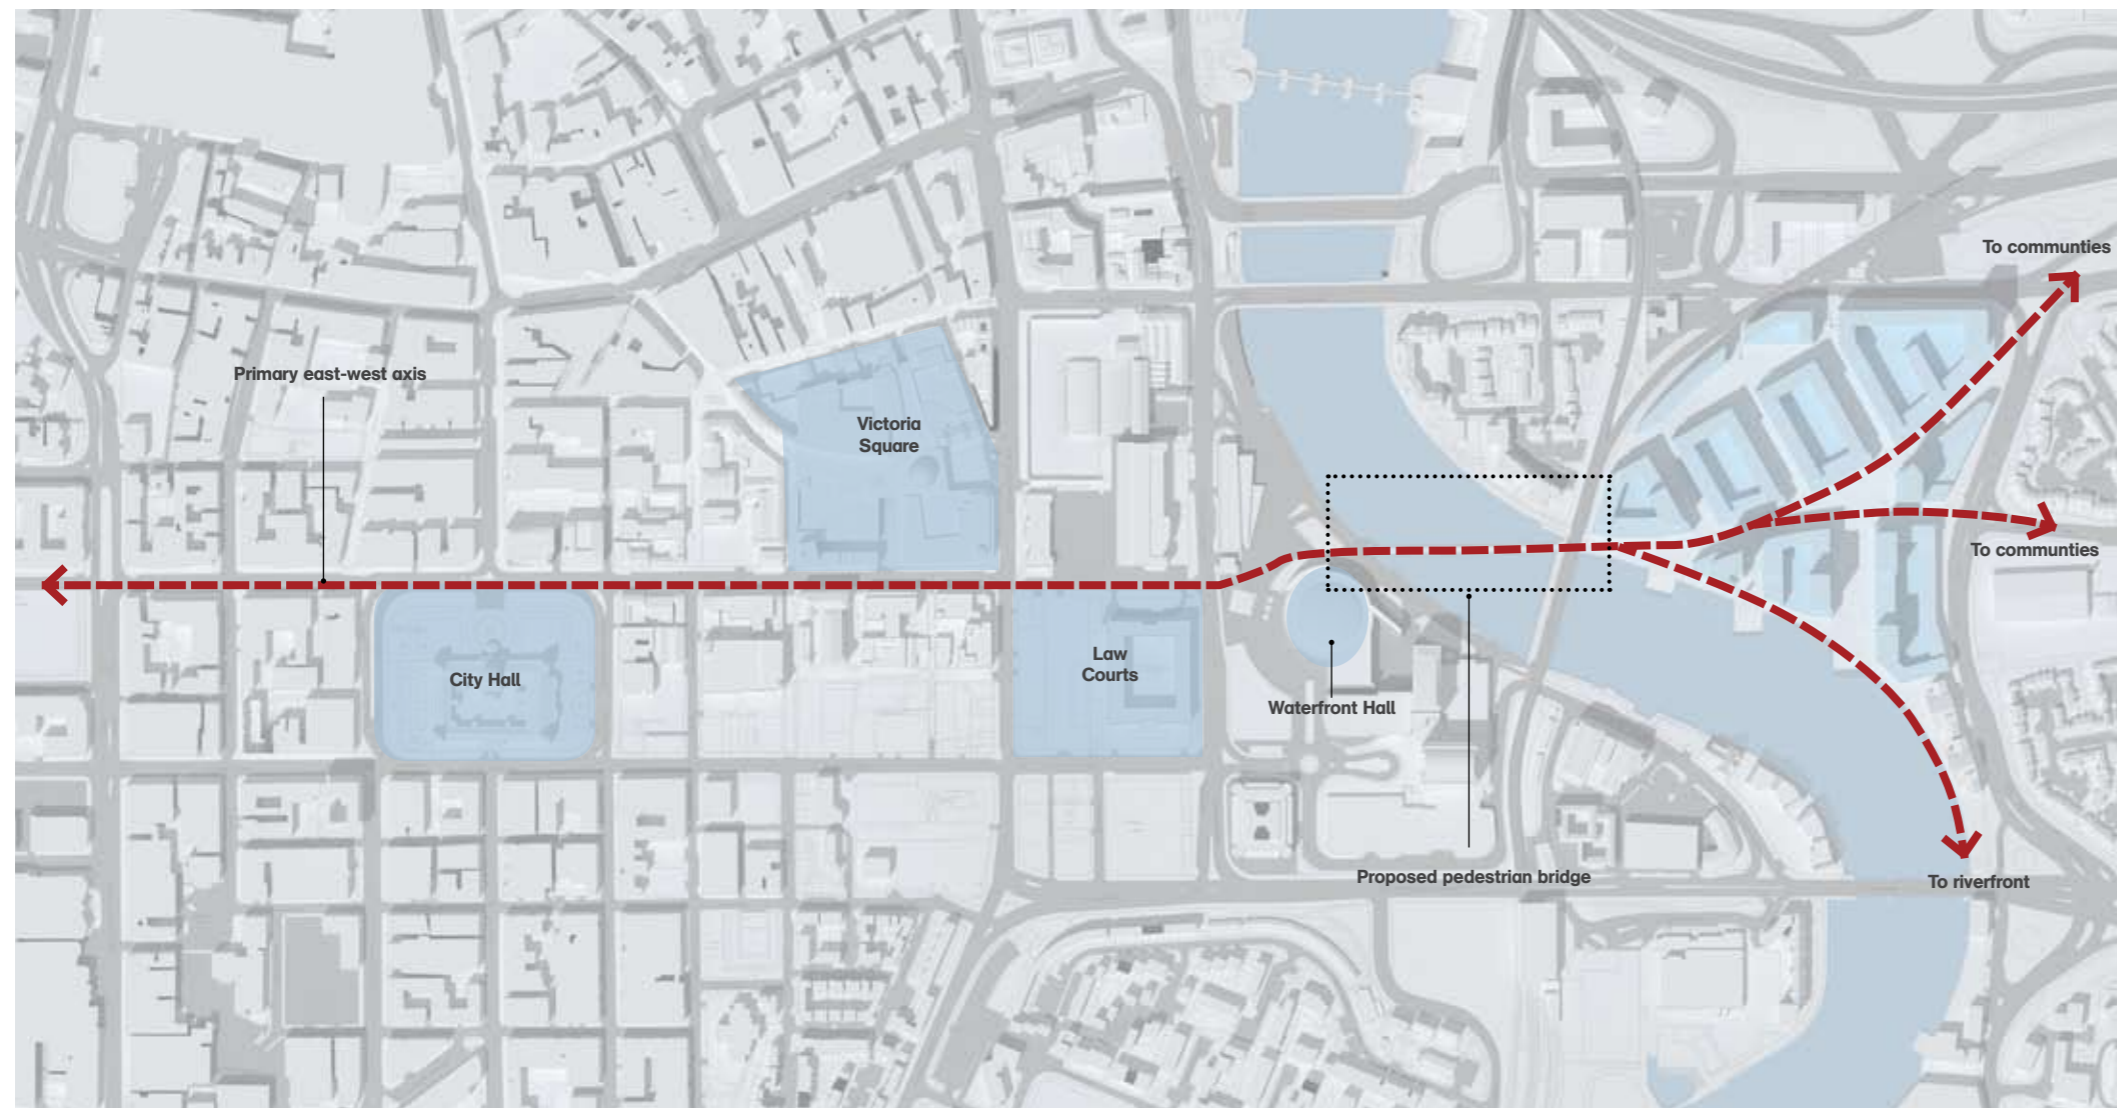 To communties
Primary east-west axis
Victoria
Square
To communties
Law
Courts
City Hall
Waterfront Hall
Proposed pedestrian bridge
To riverfront